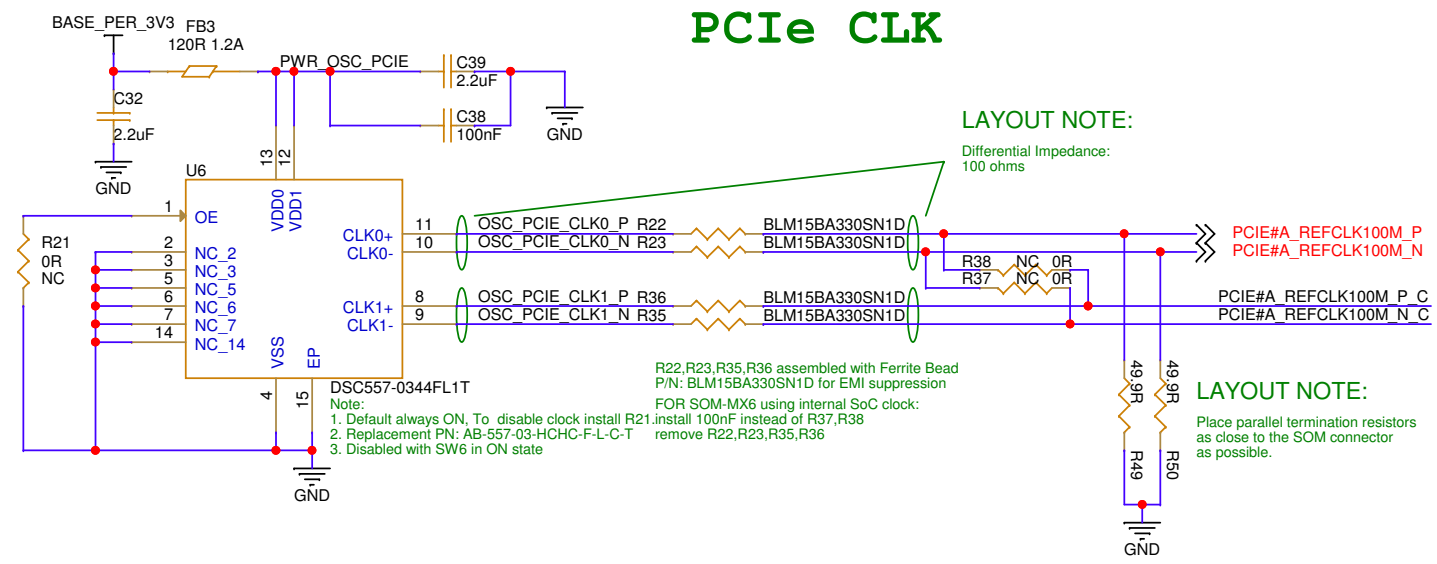 PCIe CLK
BASE_PER_3V3
FB3
120R 1.2A
PWR_OSC_PCIE
C39
2.2uF
C32
2.2uF
C38
100nF
GND
GND
LAYOUT NOTE:
Differential Impedance:
100 ohms
U6
13
12
VDD0
VDD1
1
OE
2
NC_2
3
NC_3
5
NC_5
6
NC_6
7
NC_7
14
NC_14
R21
0R
NC
11
CLK0+
10
CLK0-
8
CLK1+
9
CLK1-
VSS
EP
4
15
OSC_PCIE_CLK0_P R22
BLM15BA330SN1D
OSC_PCIE_CLK0_N R23
BLM15BA330SN1D
PCIE#A_REFCLK100M_P
PCIE#A_REFCLK100M_N
R38 NC 0R
R37 NC 0R
OSC_PCIE_CLK1_P R36
BLM15BA330SN1D
OSC_PCIE_CLK1_N R35
BLM15BA330SN1D
PCIE#A_REFCLK100M_P_C
PCIE#A_REFCLK100M_N_C
DSC557-0344FL1T
Note:
1. Default always ON, To disable clock install R21.
2. Replacement PN: AB-557-03-HCHC-F-L-C-T
3. Disabled with SW6 in ON state
R22,R23,R35,R36 assembled with Ferrite Bead
P/N: BLM15BA330SN1D for EMI suppression
FOR SOM-MX6 using internal SoC clock:
install 100nF instead of R37,R38
remove R22,R23,R35,R36
49.9R
49.9R
R49
R50
LAYOUT NOTE:
Place parallel termination resistors
as close to the SOM connector
as possible.
GND
GND